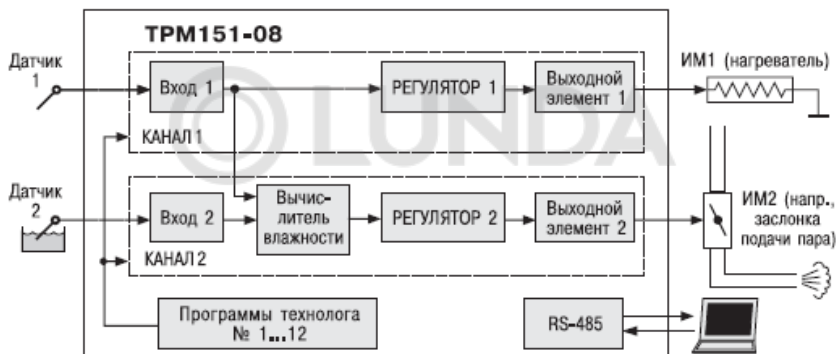 ТРМ151-08
Датчик
1
Вход 1
РЕГУЛЯТОР 1
Выходной
элемент 1
ИМ1 (нагреватель)
КАНАЛ 1
LUNDA
Датчик
2
Вход 2
Вычис-
литель
влажности
РЕГУЛЯТОР 2
Выходной
элемент 2
ИМ2 (напр.,
заслонка
подачи пара)
КАНАЛ 2
Программы технолога
№ 1...12
RS-485